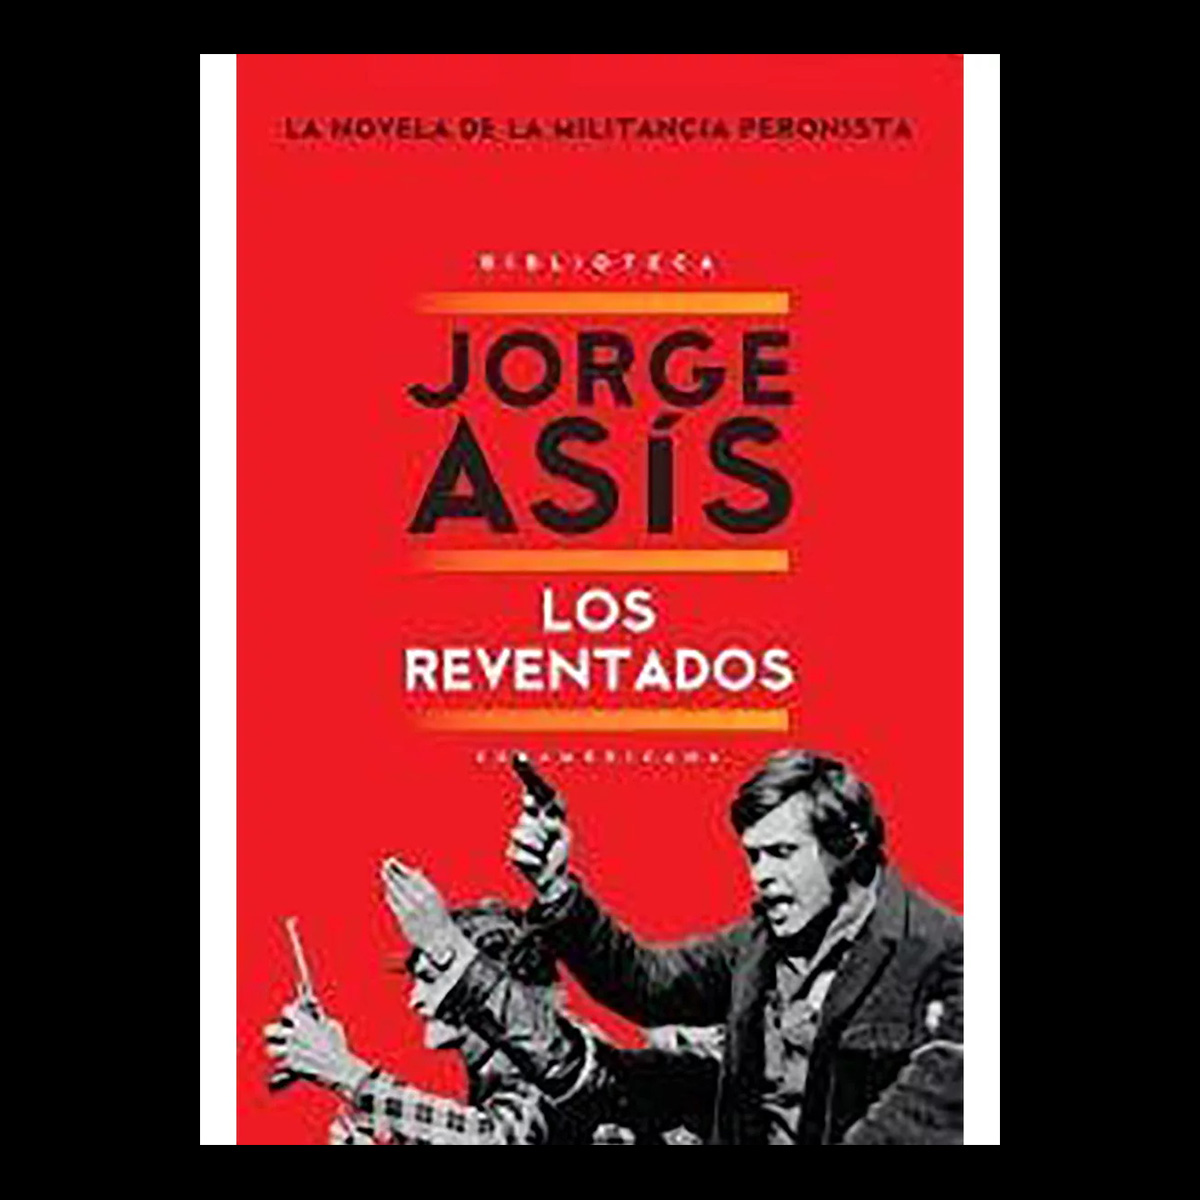 LA NOVELA DE LA MILITANCIA PERONISTA
BIBLIOTECA
JORGE
ASÍS
LOS
REVENTADOS
SUDAMERICANA